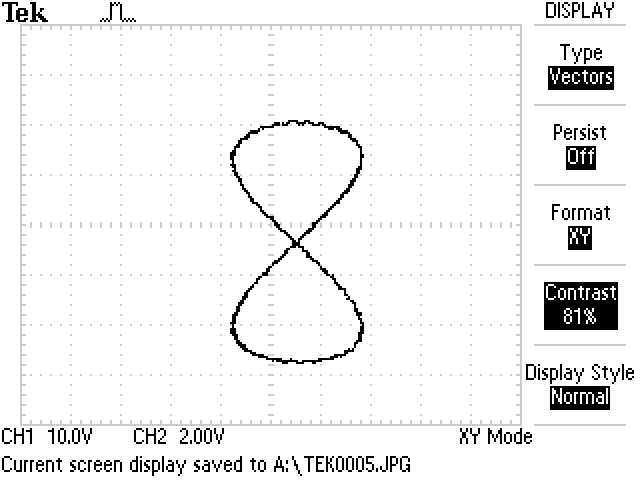 Tek
DISPLAY
Type
Vectors
Persist
Off
Format
XY
Contrast
81%
Display Style
Normal
CH1 10.0V CH2 2.00V XY Mode
Current screen display saved to A:\TEK0005.JPG